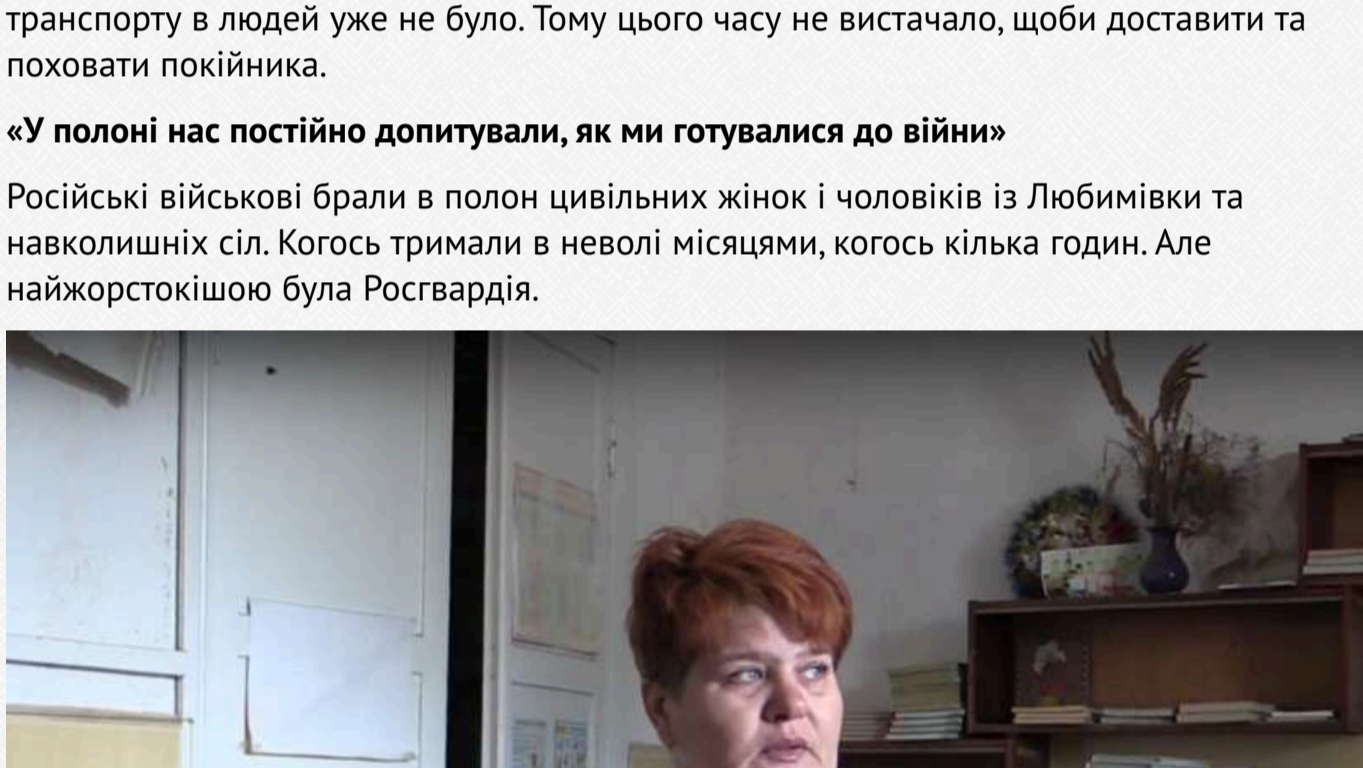 транспорту в людей уже не було. Тому цього часу не вистачало, щоби доставити та
поховати покійника.
«У полоні нас постійно допитували, як ми готувалися до війни»
Російські військові брали в полон цивільних жінок і чоловіків із Любимівки та
навколишніх сіл. Когось тримали в неволі місяцями, когось кілька годин. Але
найжорстокішою була Росгвардія.